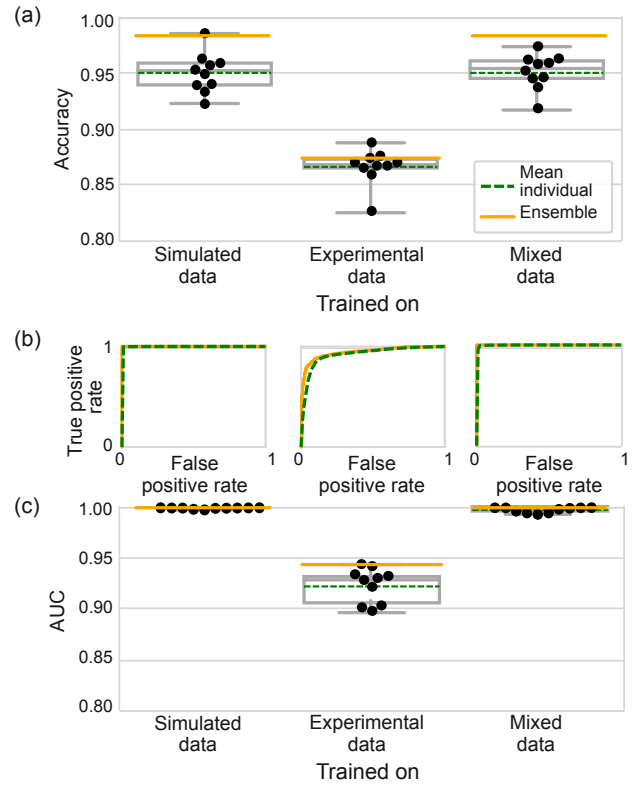 (a)
1.00
0.95
0.90
0.85
0.80
Accuracy
Mean
individual
Ensemble
Simulated
data
Experimental
data
Mixed
data
Trained on
(b)
True positive
rate
1
0
0
1
False
positive rate
0
1
False
positive rate
0
1
False
positive rate
(c)
1.00
0.95
0.90
0.85
0.80
AUC
Simulated
data
Experimental
data
Mixed
data
Trained on